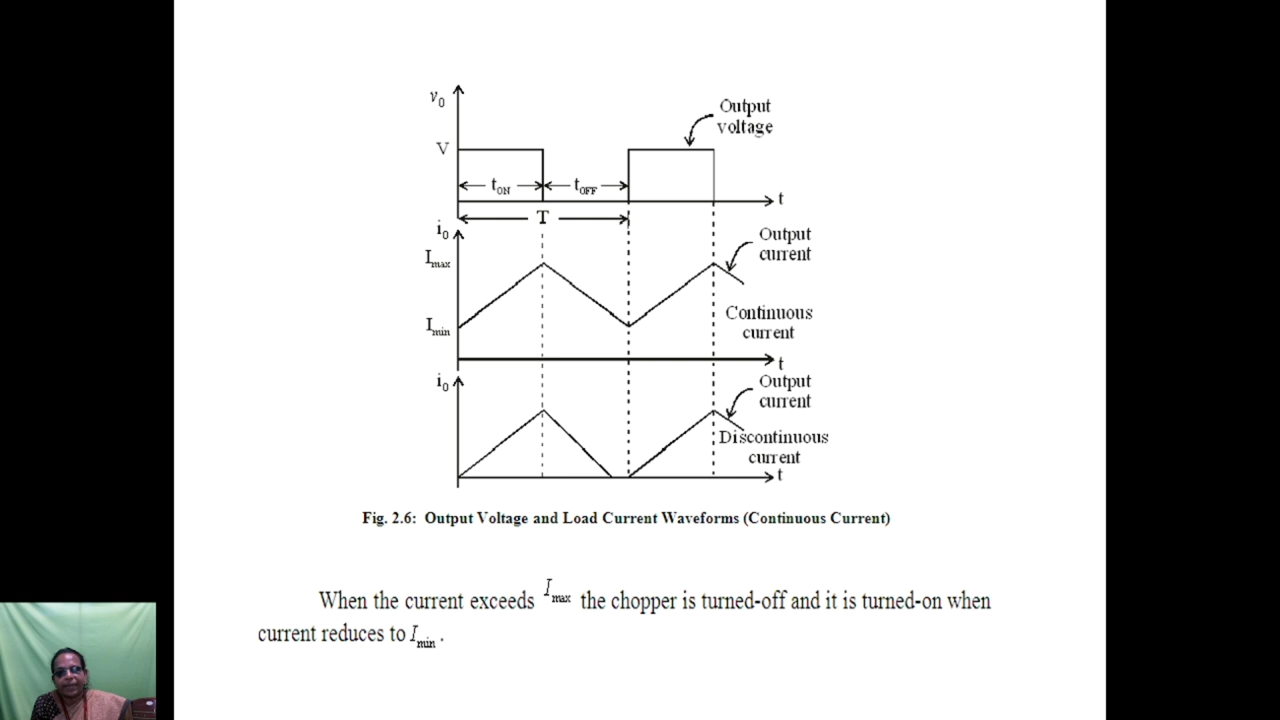 v0
Output
voltage
V
tON
tOFF
t
T
i0
Imax
Output
current
Imin
Continuous
current
t
i0
Output
current
Discontinuous
current
t
Fig. 2.6: Output Voltage and Load Current Waveforms (Continuous Current)
When the current exceeds Imax the chopper is turned-off and it is turned-on when
current reduces to Imin .